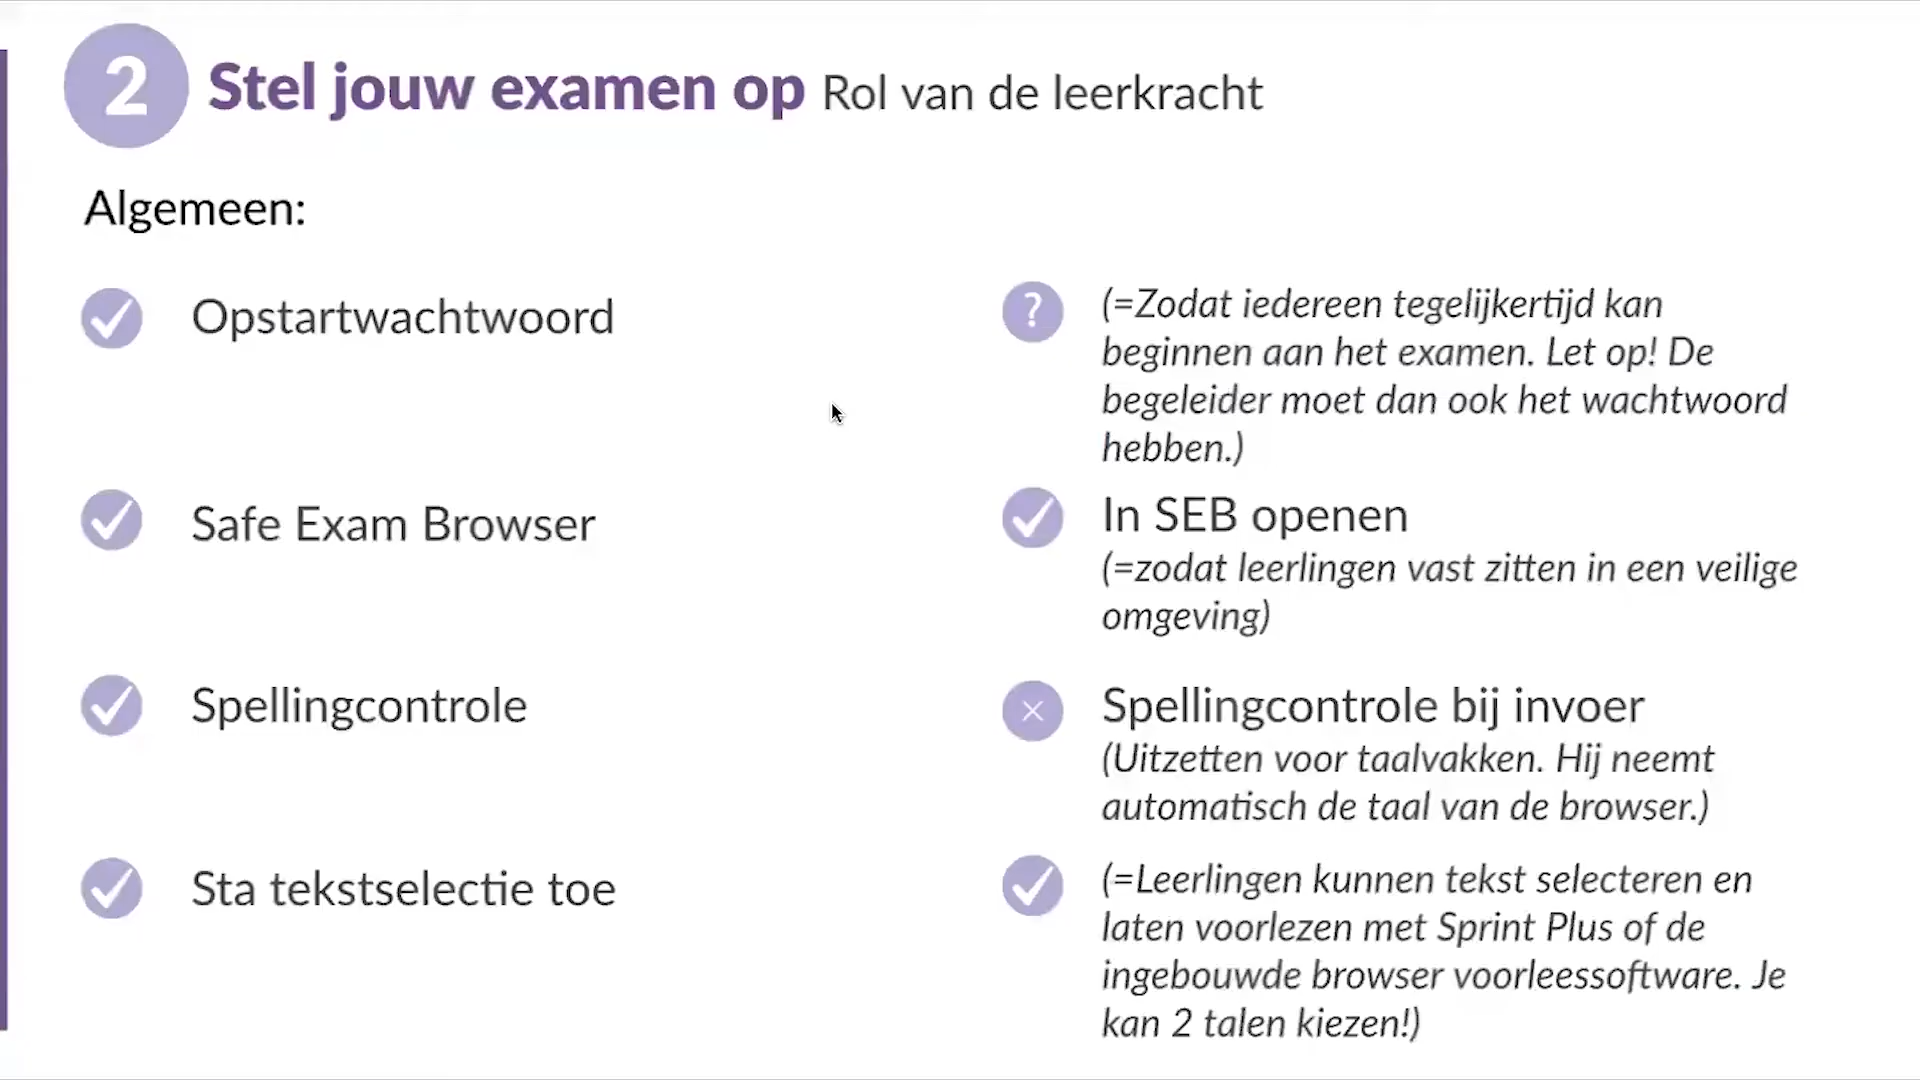 2 Stel jouw examen op Rol van de leerkracht
Algemeen:
Opstartwachtwoord
? (=Zodat iedereen tegelijkertijd kan
beginnen aan het examen. Let op! De
begeleider moet dan ook het wachtwoord
hebben.)
Safe Exam Browser
In SEB openen
(=zodat leerlingen vast zitten in een veilige
omgeving)
Spellingcontrole
Spellingcontrole bij invoer
(Uitzetten voor taalvakken. Hij neemt
automatisch de taal van de browser.)
Sta tekstselectie toe
(=Leerlingen kunnen tekst selecteren en
laten voorlezen met Sprint Plus of de
ingebouwde browser voorleessoftware. Je
kan 2 talen kiezen!)